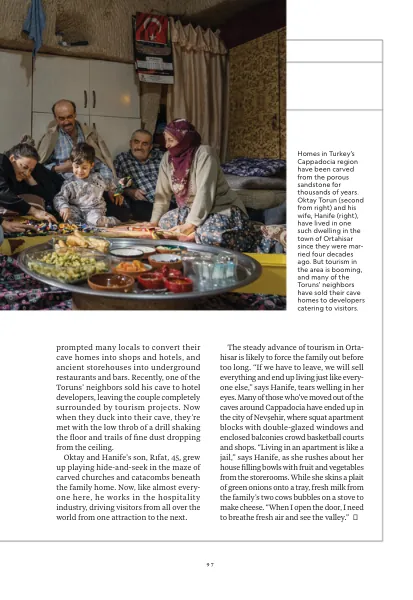 Homes in Turkey's
Cappadocia region
have been carved
from the porous
sandstone for
thousands of years.
Oktay Torun (second
from right) and his
wife, Hanife (right),
have lived in one
such dwelling in the
town of Ortahisar
since they were mar-
ried four decades
ago. But tourism in
the area is booming,
and many of the
Toruns' neighbors
have sold their cave
homes to developers
catering to visitors.
prompted many locals to convert their
cave homes into shops and hotels, and
ancient storehouses into underground
restaurants and bars. Recently, one of the
Toruns' neighbors sold his cave to hotel
developers, leaving the couple completely
surrounded by tourism projects. Now
when they duck into their cave, they're
met with the low throb of a drill shaking
the floor and trails of fine dust dropping
from the ceiling.
Oktay and Hanife's son, Rıfat, 45, grew
up playing hide-and-seek in the maze of
carved churches and catacombs beneath
the family home. Now, like almost every-
one here, he works in the hospitality
industry, driving visitors from all over the
world from one attraction to the next.
The steady advance of tourism in Orta-
hisar is likely to force the family out before
too long. “If we have to leave, we will sell
everything and end up living just like every-
one else,” says Hanife, tears welling in her
eyes. Many of those who've moved out of the
caves around Cappadocia have ended up in
the city of Nevşehir, where squat apartment
blocks with double-glazed windows and
enclosed balconies crowd basketball courts
and shops. “Living in an apartment is like a
jail,” says Hanife, as she rushes about her
house filling bowls with fruit and vegetables
from the storerooms. While she skins a plait
of green onions onto a tray, fresh milk from
the family's two cows bubbles on a stove to
make cheese. “When I open the door, I need
to breathe fresh air and see the valley.”
97